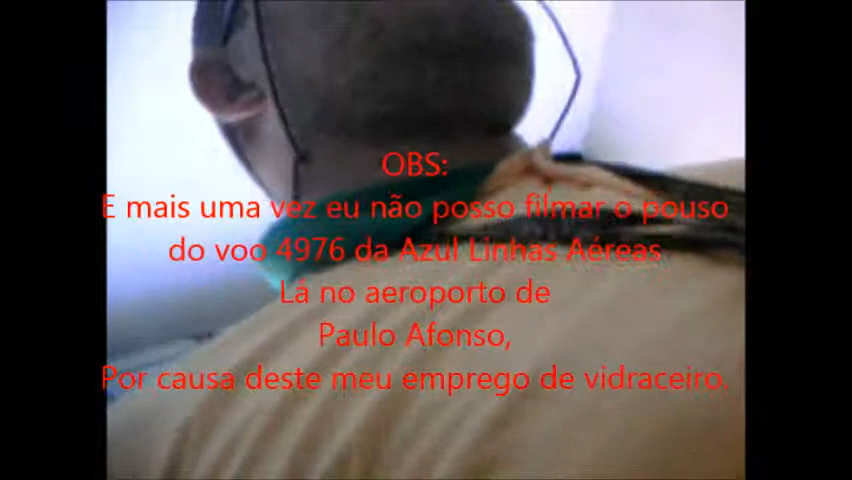 OBS:
E mais uma vez eu não posso filmar o pouso
do voo 4976 da Azul Linhas Aéreas
Lá no aeroporto de
Paulo Afonso,
Por causa deste meu emprego de vidraceiro.